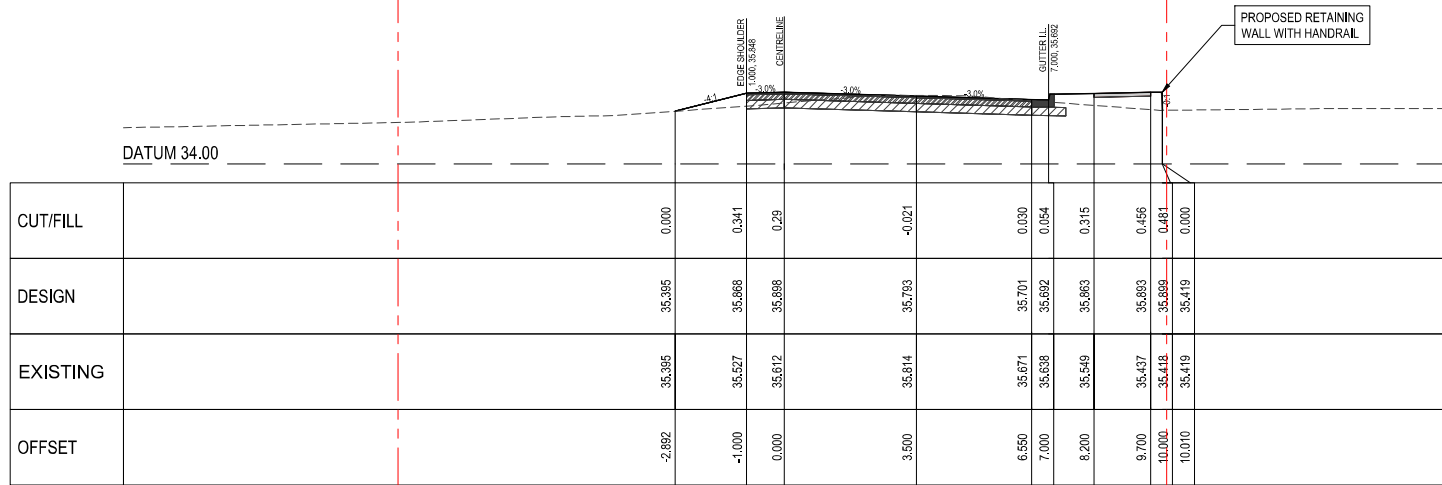 PROPOSED RETAINING
WALL WITH HANDRAIL
EDGE SHOULDER
1.000, 35.848
CENTRELINE
GUTTER I.L.
7.000, 35.692
-4:1
-3.0%
-3.0%
-3.0%
DATUM 34.00
CUT/FILL 0.000 0.341 0.29 -0.021 0.030 0.054 0.315 0.456 0.481 0.000
DESIGN 35.395 35.868 35.898 35.793 35.701 35.692 35.863 35.893 35.899 35.419
EXISTING 35.395 35.527 35.612 35.814 35.671 35.638 35.549 35.437 35.418 35.419
OFFSET -2.892 -1.000 0.000 3.500 6.550 7.000 8.200 9.700 10.000 10.010